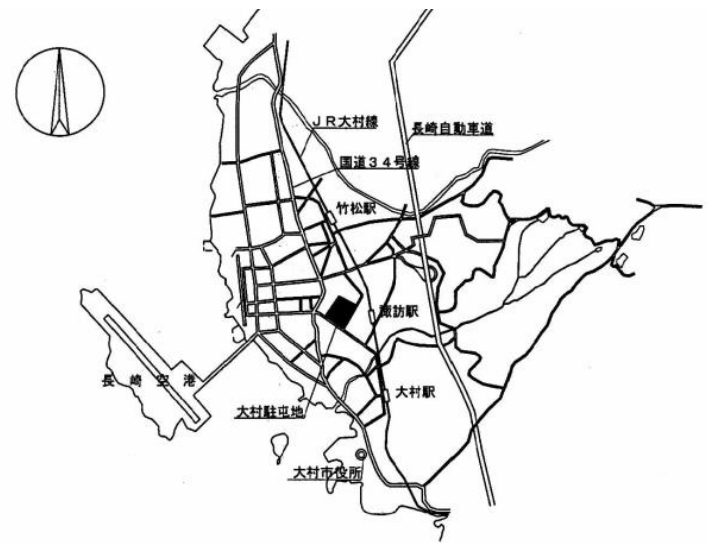 JR大村線
長崎自動車道
国道34号線
竹松駅
諏訪駅
長崎空港
大村駅
大村駐屯地
大村市役所